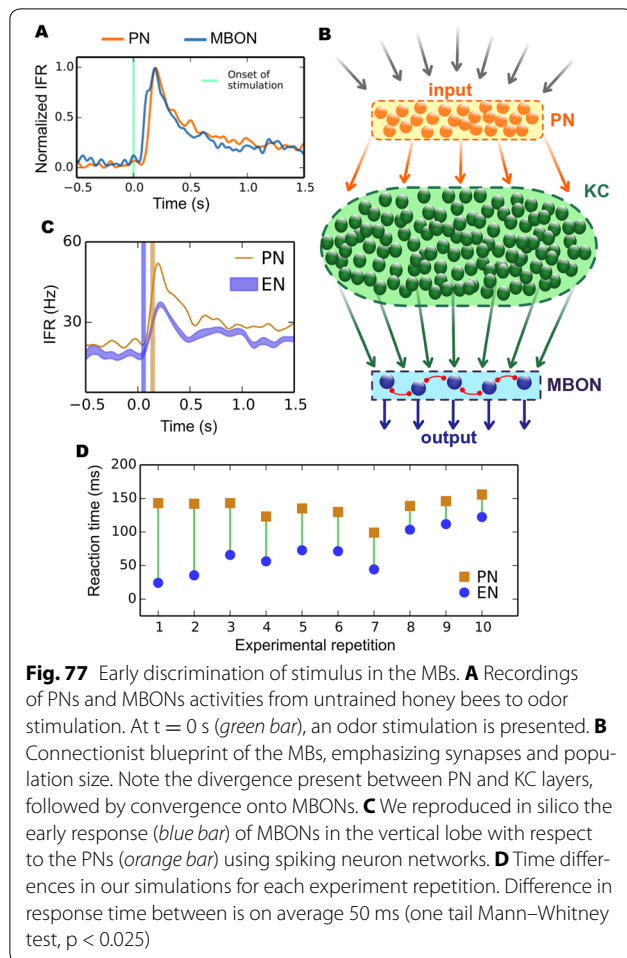 A
PN
MBON
Onset of
stimulation
Normalized IFR
1.0
0.5
0.0
−0.5
0.0
0.5
1.0
1.5
Time (s)
B
input
PN
KC
MBON
output
C
PN
EN
IFR (Hz)
60
30
−0.5
0.0
0.5
1.0
1.5
Time (s)
D
Reaction time (ms)
200
150
100
50
0
PN
EN
1 2 3 4 5 6 7 8 9 10
Experimental repetition
Fig. 77 Early discrimination of stimulus in the MBs. A Recordings
of PNs and MBONs activities from untrained honey bees to odor
stimulation. At t = 0 s (green bar), an odor stimulation is presented. B
Connectionist blueprint of the MBs, emphasizing synapses and popu-
lation size. Note the divergence present between PN and KC layers,
followed by convergence onto MBONs. C We reproduced in silico the
early response (blue bar) of MBONs in the vertical lobe with respect
to the PNs (orange bar) using spiking neuron networks. D Time differ-
ences in our simulations for each experiment repetition. Difference in
response time between is on average 50 ms (one tail Mann–Whitney
test, p < 0.025)